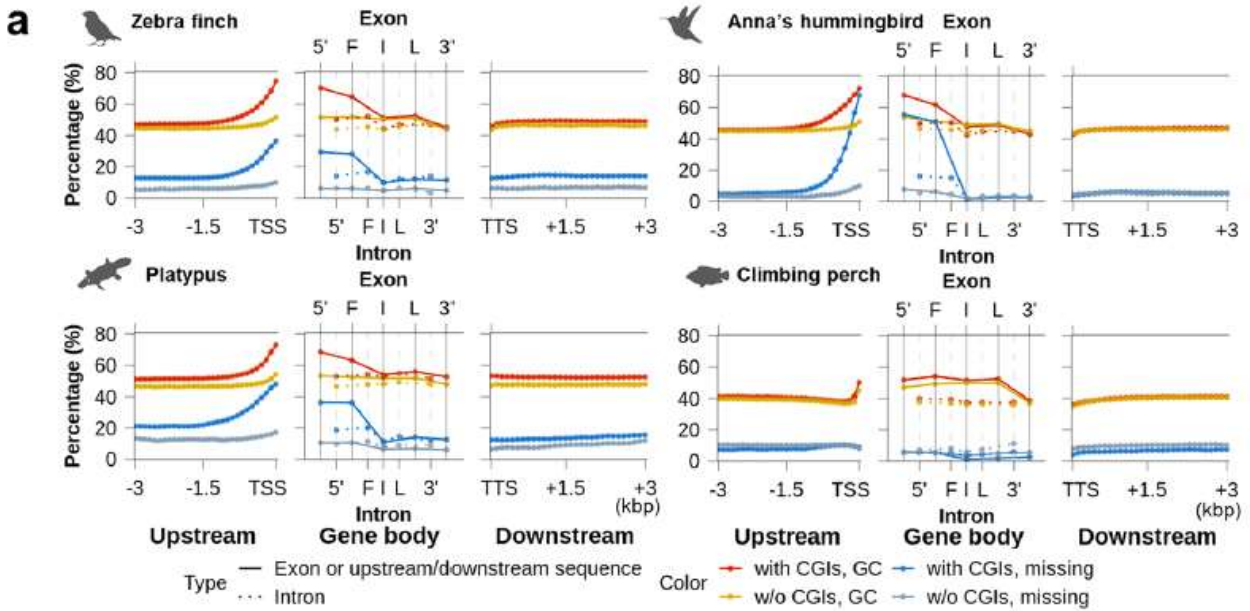 a
Zebra finch
Exon
5' F I L 3'
Percentage (%)
80
60
40
20
0
-3 -1.5 TSS
5' F I L 3'
Intron
TTS +1.5 +3
Anna's hummingbird
Exon
5' F I L 3'
80
60
40
20
0
-3 -1.5 TSS
5' F I L 3'
Intron
TTS +1.5 +3
Platypus
Exon
5' F I L 3'
Percentage (%)
80
60
40
20
0
-3 -1.5 TSS
5' F I L 3'
Intron
TTS +1.5 +3
(kbp)
Upstream Gene body Downstream
Climbing perch
Exon
5' F I L 3'
80
60
40
20
0
-3 -1.5 TSS
5' F I L 3'
Intron
TTS +1.5 +3
(kbp)
Upstream Gene body Downstream
Type
Exon or upstream/downstream sequence
Intron
Color
with CGIs, GC
with CGIs, missing
w/o CGIs, GC
w/o CGIs, missing